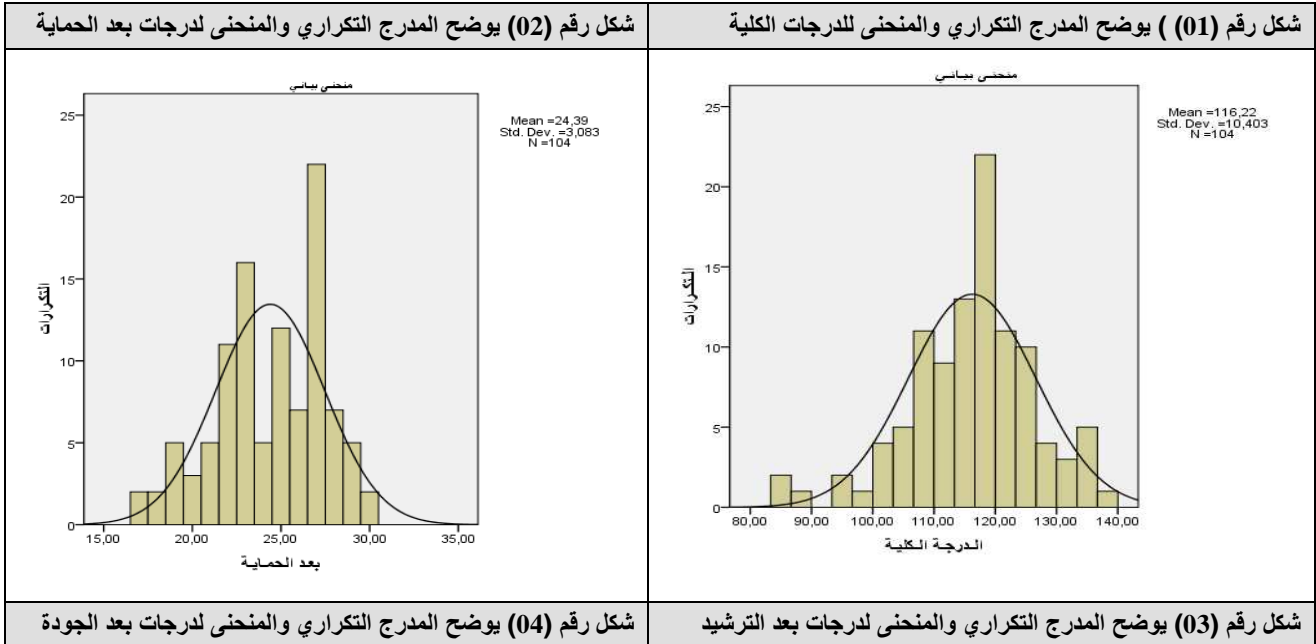 شكل رقم (01) ) يوضح المدرج التكراري والمنحنى للدرجات الكلية
شكل رقم (02) يوضح المدرج التكراري والمنحنى لدرجات بعد الحماية
منحنى بياني
Mean =116,22
Std. Dev. =10,403
N =104
25
20
15
10
5
0
التكرارات
80,00 90,00 100,00 110,00 120,00 130,00 140,00
الدرجة الكلية
منحنى بياني
Mean =24,39
Std. Dev. =3,083
N =104
25
20
15
10
5
0
التكرارات
15,00 20,00 25,00 30,00 35,00
بعد الحماية
شكل رقم (03) يوضح المدرج التكراري والمنحنى لدرجات بعد الترشيد
شكل رقم (04) يوضح المدرج التكراري والمنحنى لدرجات بعد الجودة